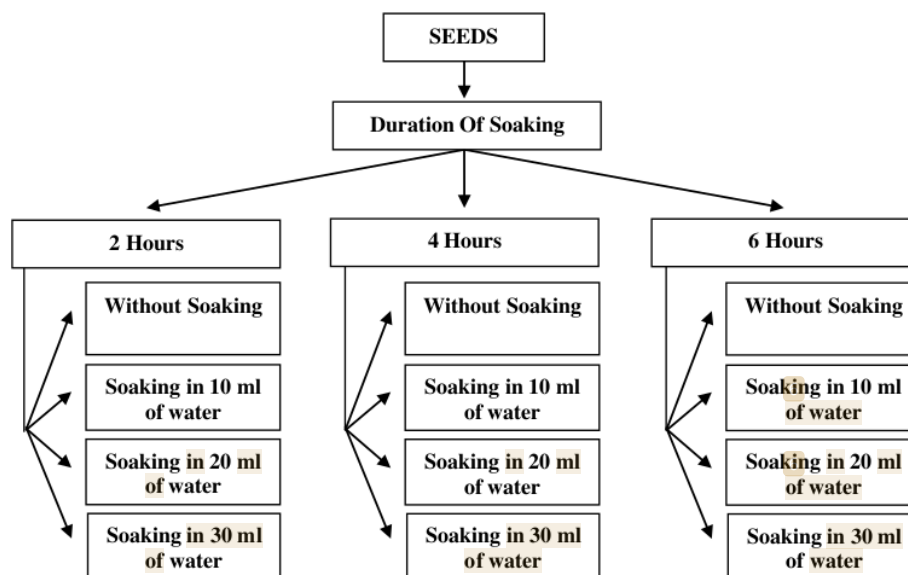 SEEDS
Duration Of Soaking
2 Hours
Without Soaking
Soaking in 10 ml
of water
Soaking in 20 ml
of water
Soaking in 30 ml
of water
4 Hours
Without Soaking
Soaking in 10 ml
of water
Soaking in 20 ml
of water
Soaking in 30 ml
of water
6 Hours
Without Soaking
Soaking in 10 ml
of water
Soaking in 20 ml
of water
Soaking in 30 ml
of water